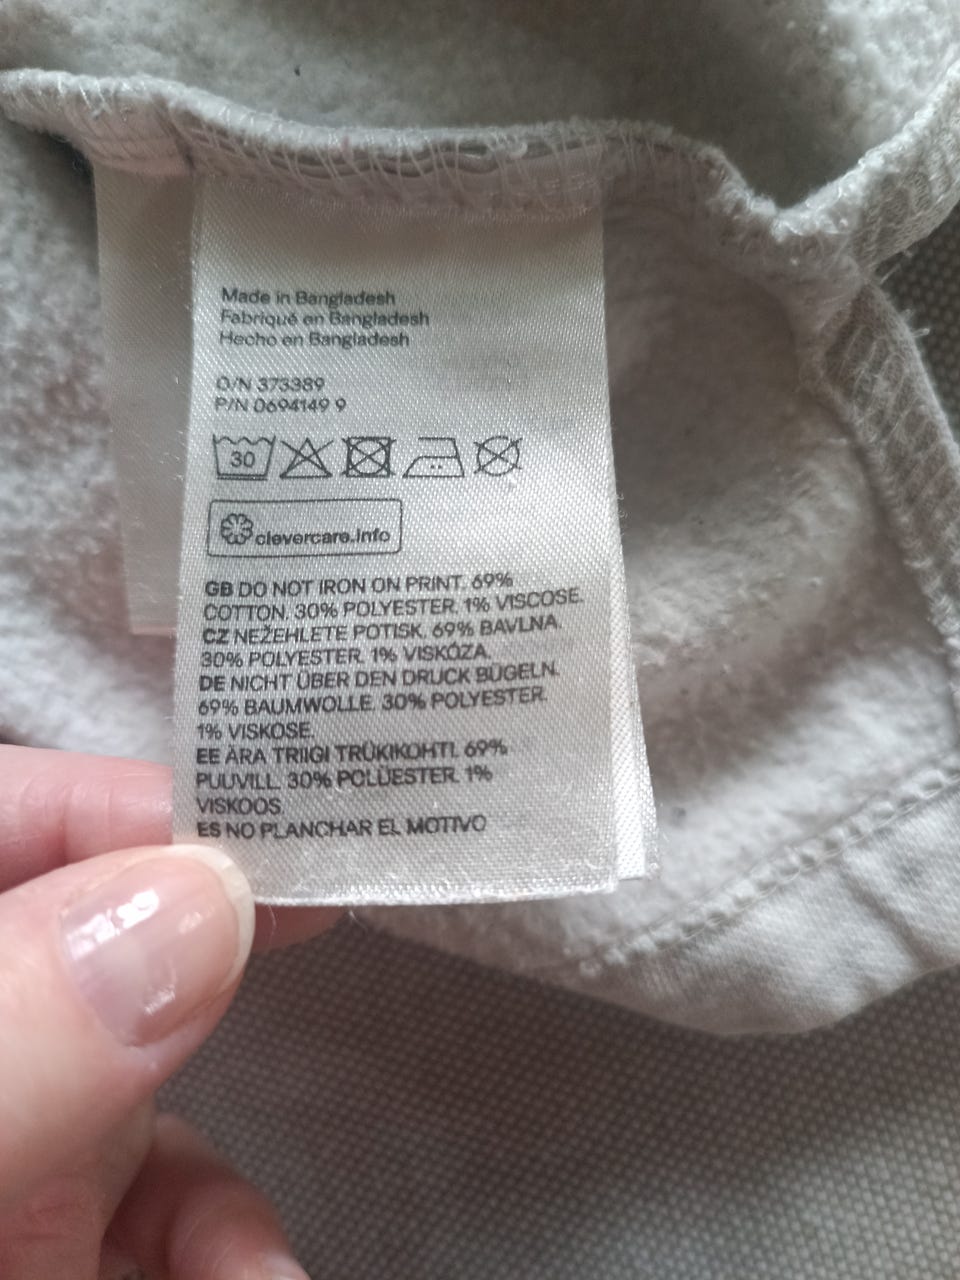 Made in Bangladesh
Fabriqué en Bangladesh
Hecho en Bangladesh
O/N 373389
P/N 0694149 9
30
clevercare.info
GB DO NOT IRON ON PRINT. 69%
COTTON. 30% POLYESTER. 1% VISCOSE.
CZ NEŽEHLETE POTISK. 69% BAVLNA.
30% POLYESTER. 1% VISKÓZA.
DE NICHT ÜBER DEN DRUCK BÜGELN.
69% BAUMWOLLE. 30% POLYESTER.
1% VISKOSE.
EE ÄRA TRIIGI TRÜKIKOHTI. 69%
PUUVILL. 30% POLÜESTER. 1%
VISKOOS.
ES NO PLANCHAR EL MOTIVO